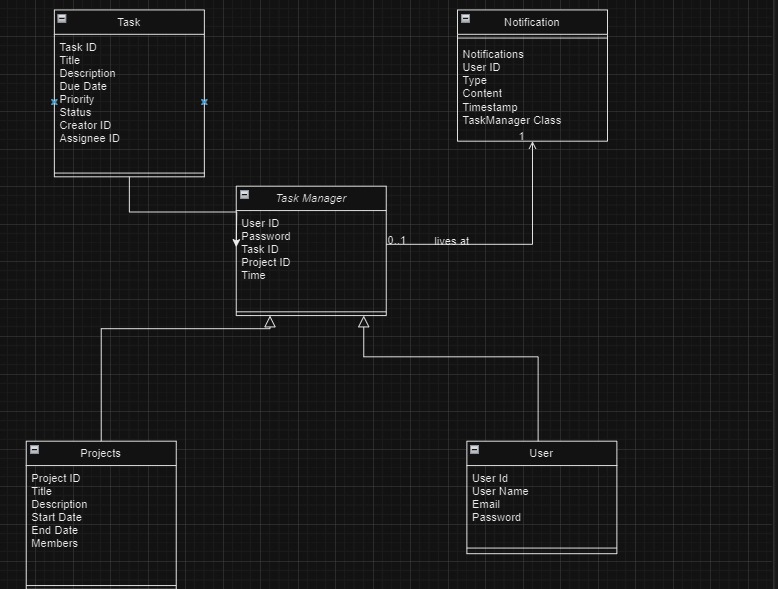 Task
Task ID
Title
Description
Due Date
Priority
Status
Creator ID
Assignee ID
Notification
Notifications
User ID
Type
Content
Timestamp
TaskManager Class
1
Task Manager
User ID
Password
Task ID
Project ID
Time
0..1
lives at
Projects
Project ID
Title
Description
Start Date
End Date
Members
User
User Id
User Name
Email
Password